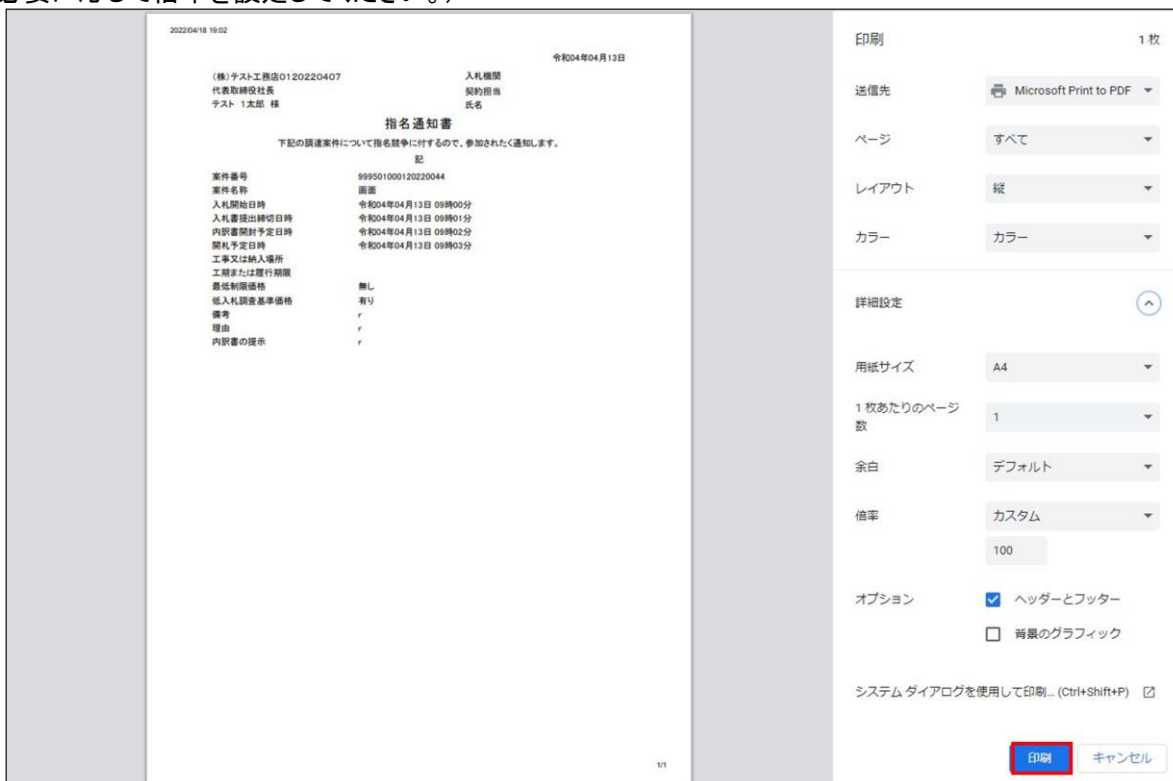 必要に応じて倍率を設定してください。)
2022/04/18 19:02
令和04年04月13日
(株)テスト工務店0120220407
入札機関
代表取締役社長
契約担当
テスト 1太郎 様
氏名
指名通知書
下記の調達案件について指名競争に付するので、参加されたく通知します。
記
案件番号 999501000120220044
案件名称 画面
入札開始日時 令和04年04月13日 09時00分
入札書提出締切日時 令和04年04月13日 09時01分
内訳書開封予定日時 令和04年04月13日 09時02分
開札予定日時 令和04年04月13日 09時03分
工事又は納入場所
工期または履行期限
最低制限価格 無し
低入札調査基準価格 有り
備考 r
理由 r
内訳書の提示 r
1/1
印刷 1 枚
送信先 Microsoft Print to PDF
ページ すべて
レイアウト 縦
カラー カラー
詳細設定
用紙サイズ A4
1 枚あたりのページ
数 1
余白 デフォルト
倍率 カスタム
100
オプション ヘッダーとフッター
背景のグラフィック
システム ダイアログを使用して印刷... (Ctrl+Shift+P)
印刷 キャンセル